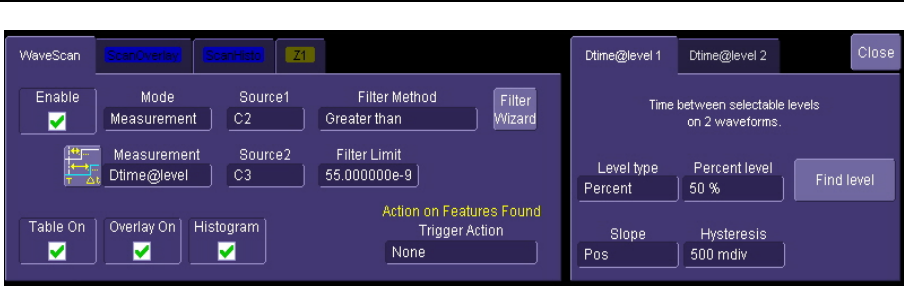 WaveScan ScanOverlay ScanHisto Z1
Enable Mode Source1 Filter Method Filter Wizard
Measurement C2 Greater than
Measurement Source2 Filter Limit
Dtime@level C3 55.000000e-9
T Δt
Action on Features Found
Table On Overlay On Histogram Trigger Action
None
Dtime@level 1 Dtime@level 2 Close
Time between selectable levels
on 2 waveforms.
Level type Percent level Find level
Percent 50 %
Slope Hysteresis
Pos 500 mdiv